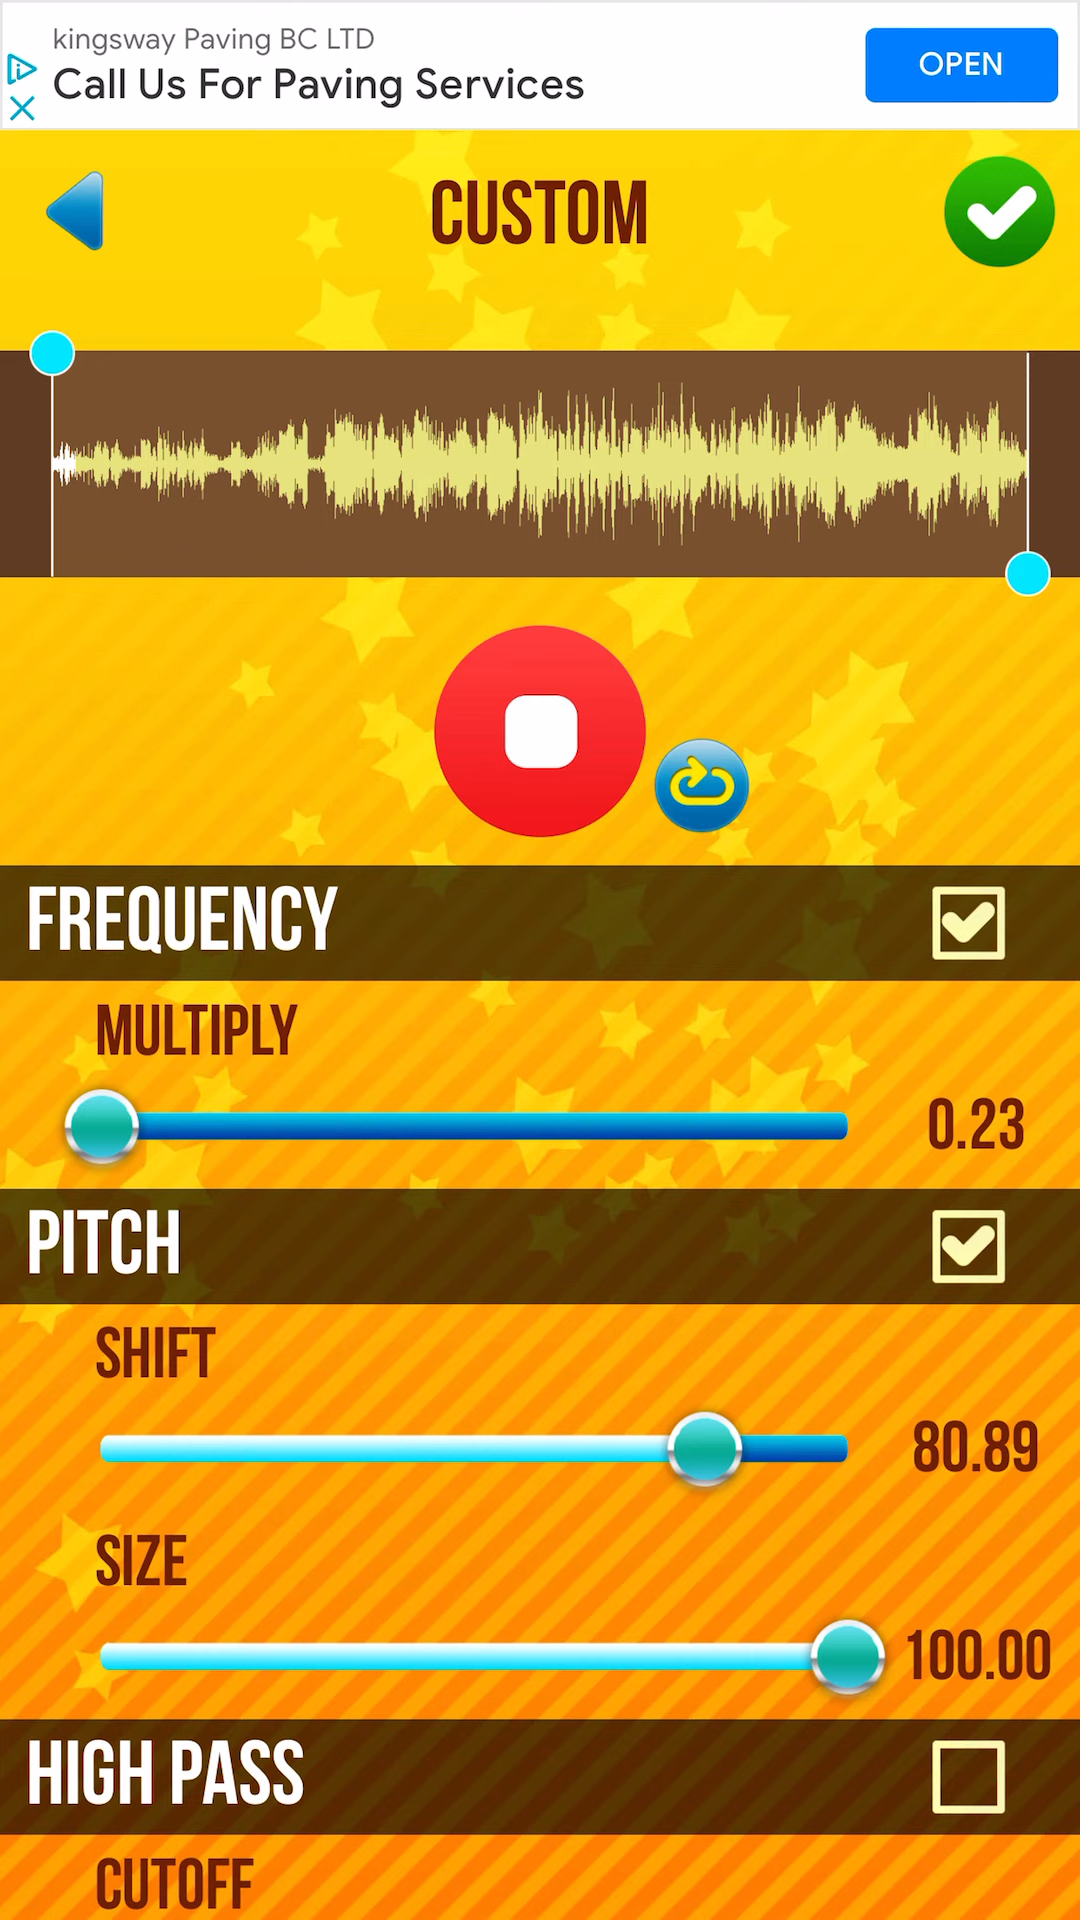 kingsway Paving BC LTD
Call Us For Paving Services
OPEN
CUSTOM
FREQUENCY
MULTIPLY
0.23
PITCH
SHIFT
80.89
SIZE
100.00
HIGH PASS
CUTOFF